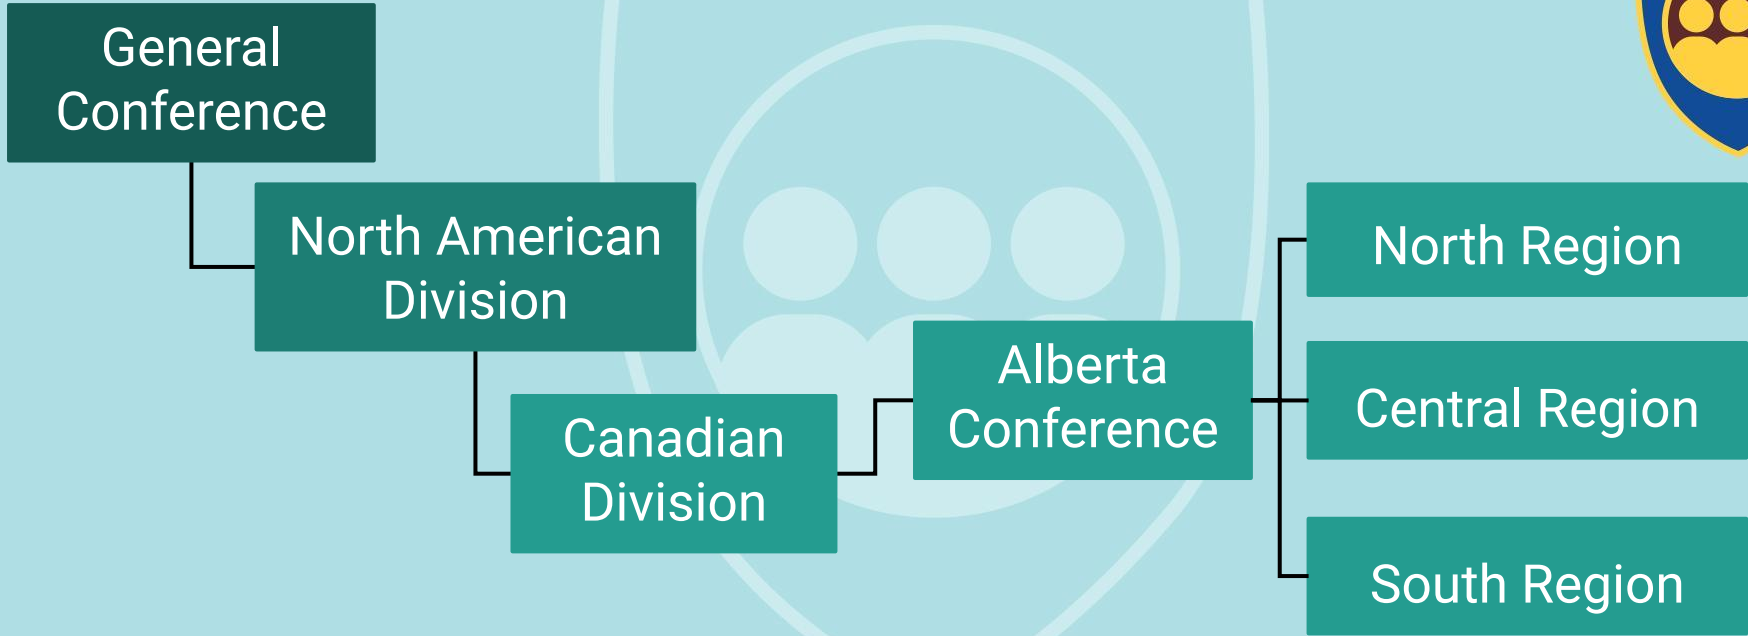 General
Conference
North American
Division
Canadian
Division
Alberta
Conference
North Region
Central Region
South Region